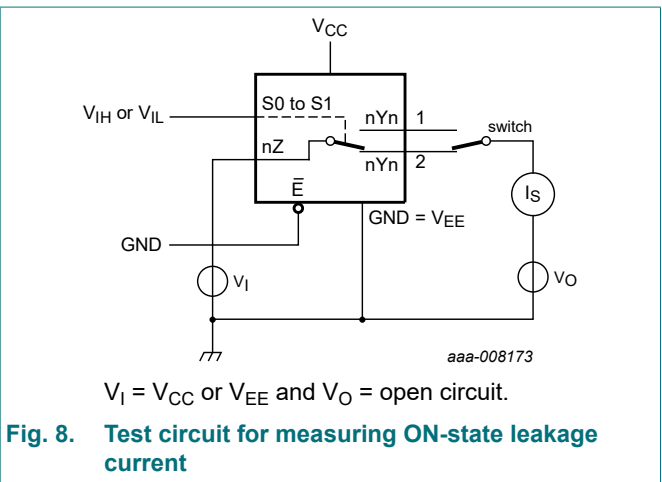 VCC
VIH or VIL
S0 to S1
nYn
1
switch
nZ
nYn
2
E̅
IS
GND = VEE
GND
VI
VO
aaa-008173
VI = VCC or VEE and VO = open circuit.
Fig. 8. Test circuit for measuring ON-state leakage
current